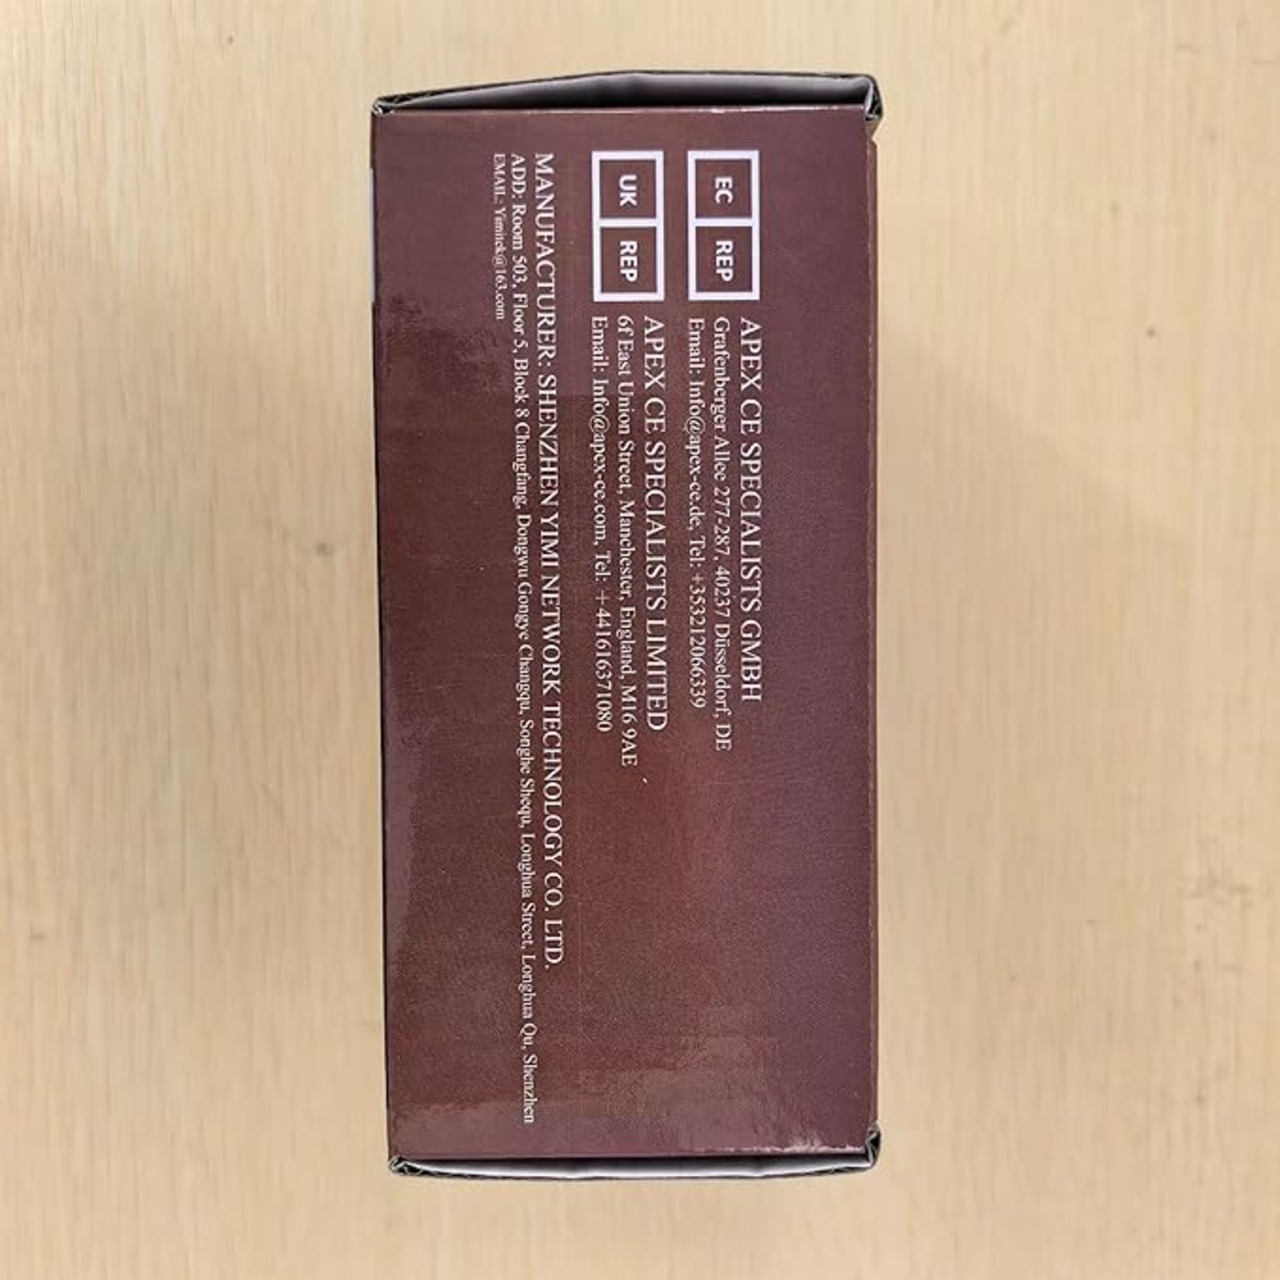 EC REP
APEX CE SPECIALISTS GMBH
Grafenberger Allee 277-287, 40237 Düsseldorf, DE
Email: Info@apex-ce.de, Tel: +353212066339
UK REP
APEX CE SPECIALISTS LIMITED
6f East Union Street, Manchester, England, M16 9AE
Email: Info@apex-ce.com, Tel: +441616371080
MANUFACTURER: SHENZHEN YIMI NETWORK TECHNOLOGY CO. LTD.
ADD: Room 503, Floor 5, Block 8 Changfang, Dongwu Gongye Changqu, Songhe Shequ, Longhua Street, Longhua Qu, Shenzhen
EMAIL: Yimitek@163.com